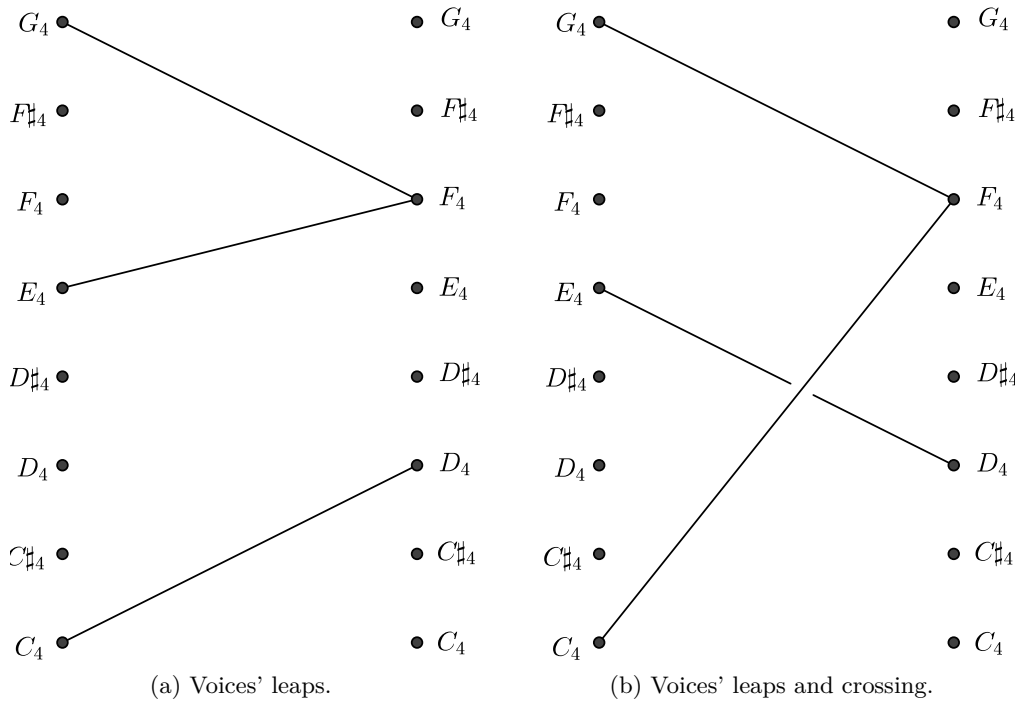 G₄ G₄ G₄ G₄
F♯₄ F♯₄ F♯₄ F♯₄
F₄ F₄ F₄ F₄
E₄ E₄ E₄ E₄
D♯₄ D♯₄ D♯₄ D♯₄
D₄ D₄ D₄ D₄
C♯₄ C♯₄ C♯₄ C♯₄
C₄ C₄ C₄ C₄
(a) Voices’ leaps. (b) Voices’ leaps and crossing.